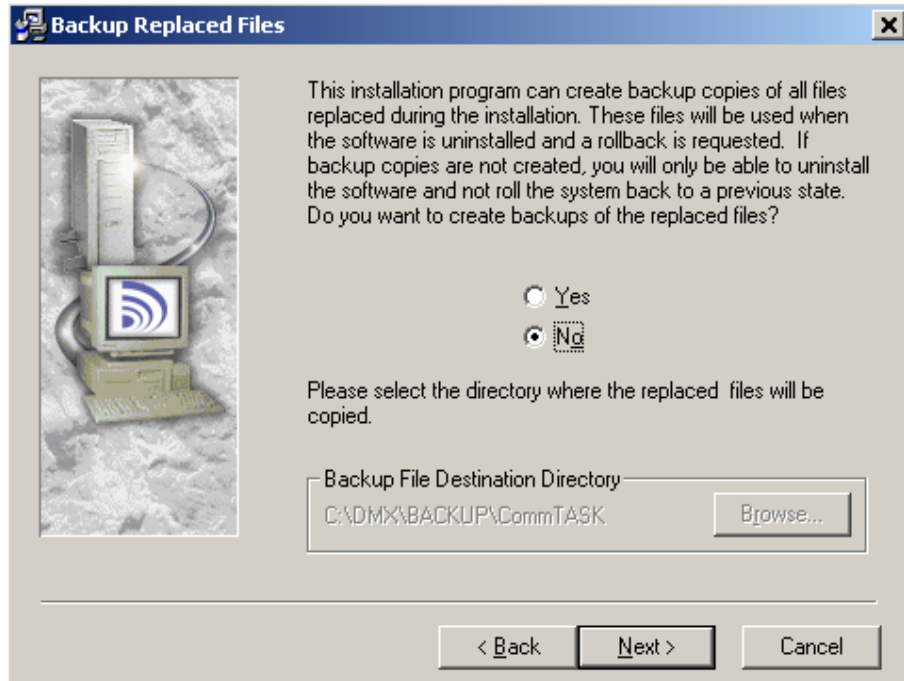 Backup Replaced Files
This installation program can create backup copies of all files
replaced during the installation. These files will be used when
the software is uninstalled and a rollback is requested.  If
backup copies are not created, you will only be able to uninstall
the software and not roll the system back to a previous state.
Do you want to create backups of the replaced files?
Yes
No
Please select the directory where the replaced  files will be
copied.
Backup File Destination Directory
C:\DMX\BACKUP\CommTASK
Browse...
< Back
Next >
Cancel